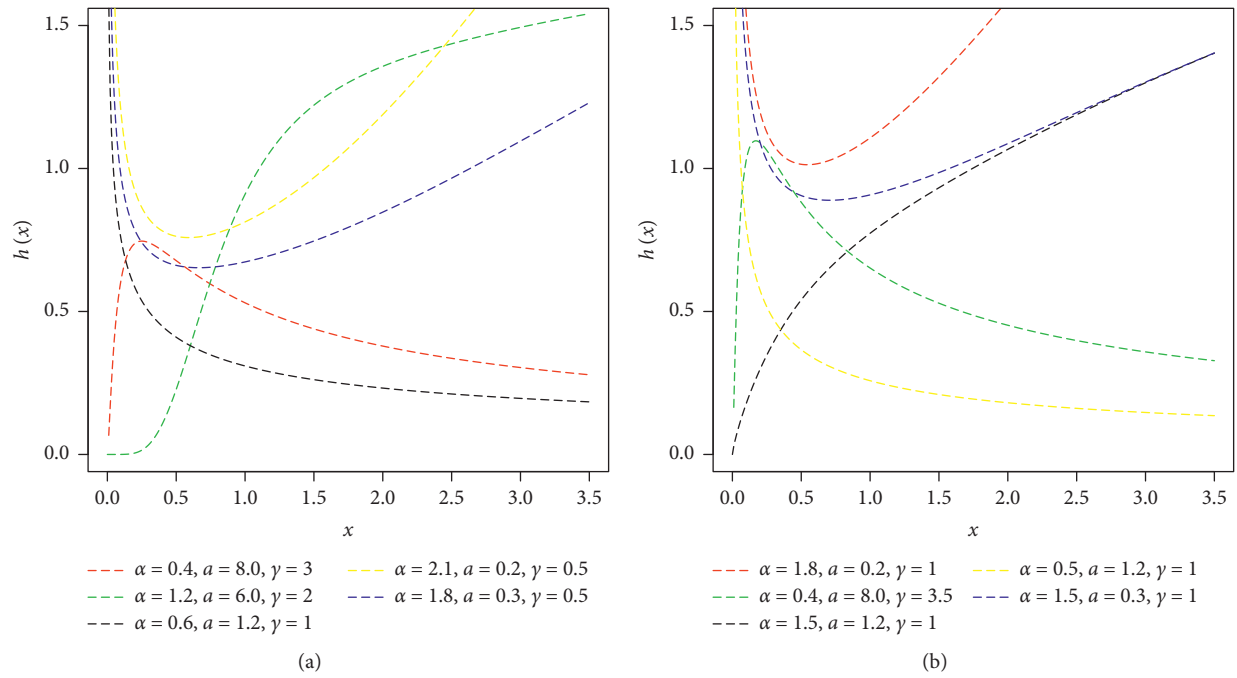 1.5
1.0
0.5
0.0
h (x)
0.0 0.5 1.0 1.5 2.0 2.5 3.0 3.5
x
α = 0.4, a = 8.0, γ = 3
α = 1.2, a = 6.0, γ = 2
α = 0.6, a = 1.2, γ = 1
α = 2.1, a = 0.2, γ = 0.5
α = 1.8, a = 0.3, γ = 0.5
(a)
1.5
1.0
0.5
0.0
h (x)
0.0 0.5 1.0 1.5 2.0 2.5 3.0 3.5
x
α = 1.8, a = 0.2, γ = 1
α = 0.4, a = 8.0, γ = 3.5
α = 1.5, a = 1.2, γ = 1
α = 0.5, a = 1.2, γ = 1
α = 1.5, a = 0.3, γ = 1
(b)